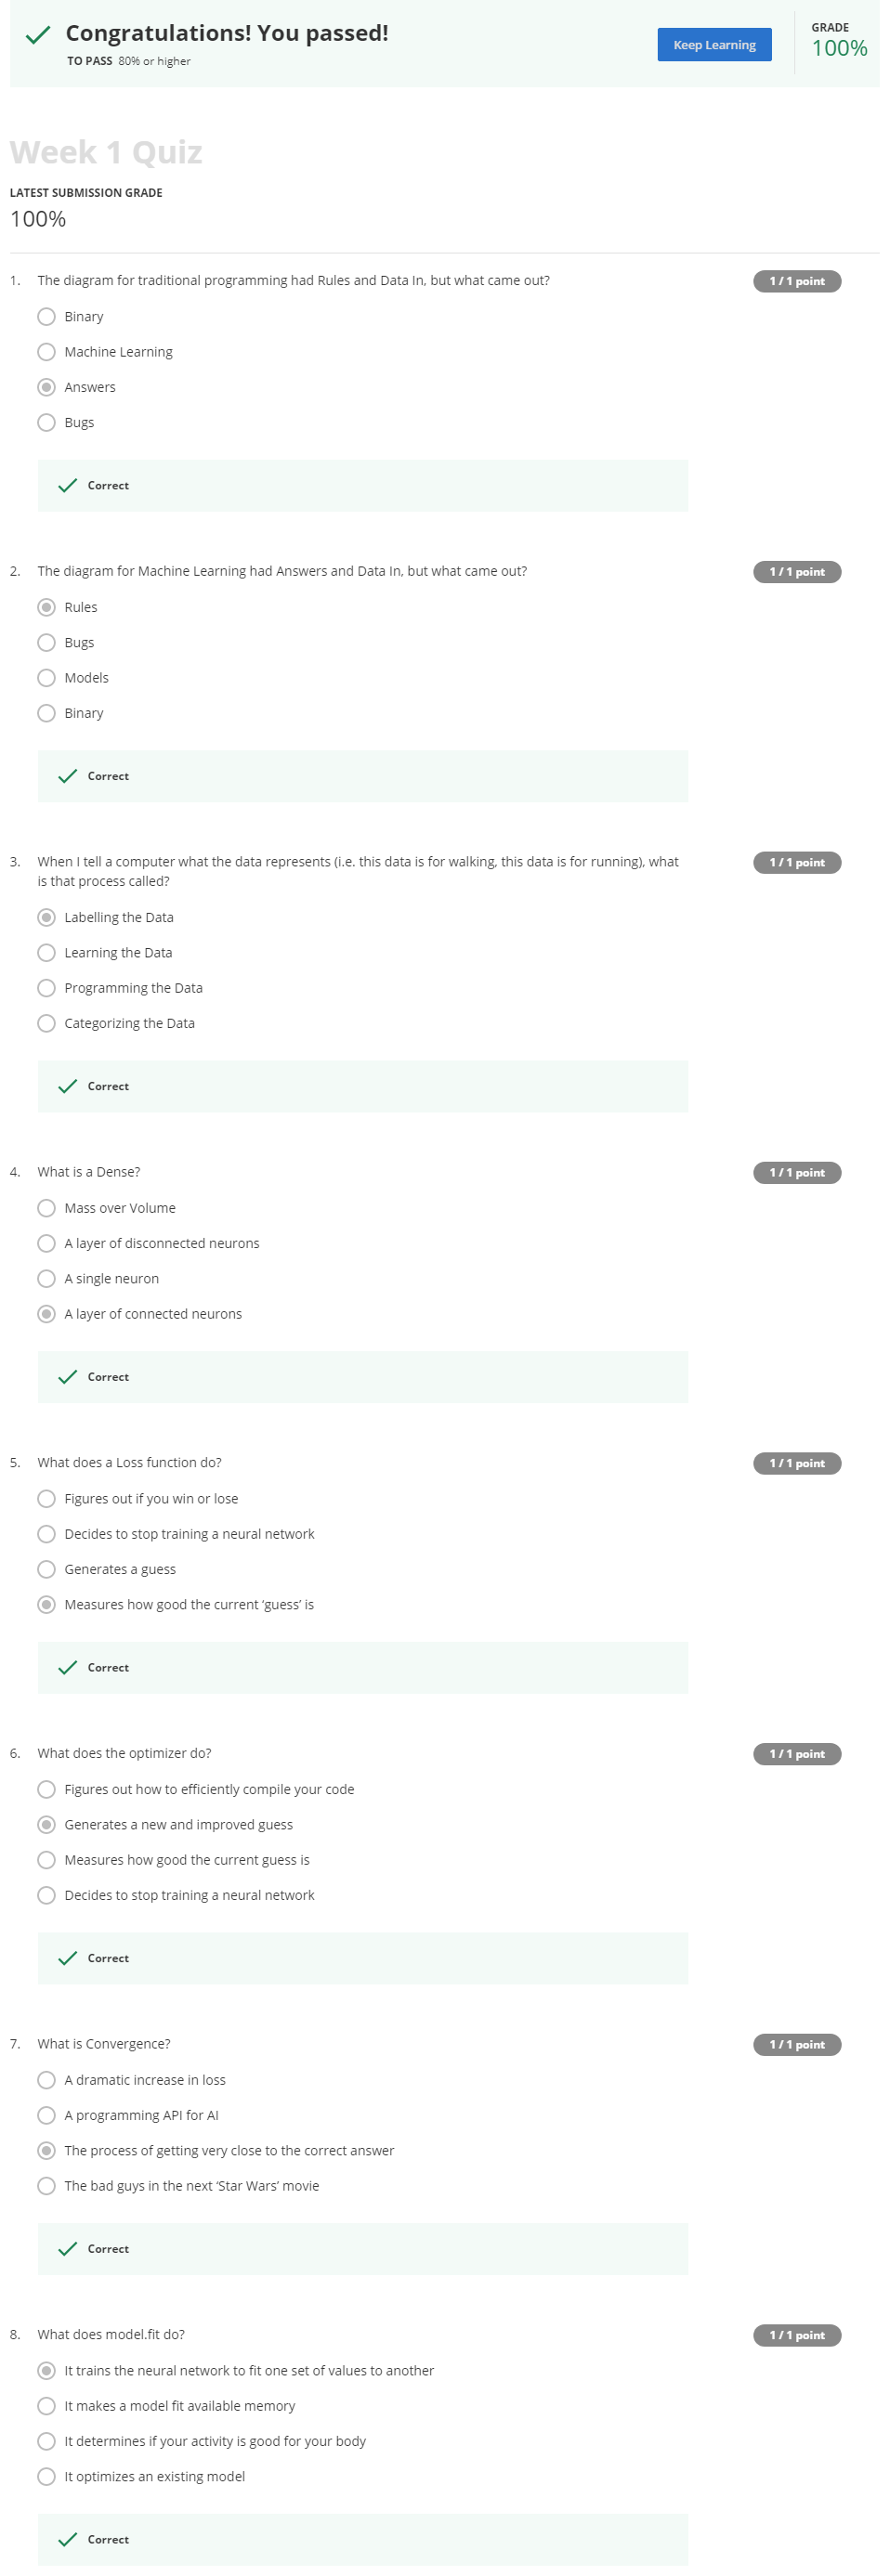 Congratulations! You passed!
TO PASS 80% or higher
Keep Learning
GRADE
100%
Week 1 Quiz
LATEST SUBMISSION GRADE
100%
1. The diagram for traditional programming had Rules and Data In, but what came out?
1 / 1 point
Binary
Machine Learning
Answers
Bugs
Correct
2. The diagram for Machine Learning had Answers and Data In, but what came out?
1 / 1 point
Rules
Bugs
Models
Binary
Correct
3. When I tell a computer what the data represents (i.e. this data is for walking, this data is for running), what
is that process called?
1 / 1 point
Labelling the Data
Learning the Data
Programming the Data
Categorizing the Data
Correct
4. What is a Dense?
1 / 1 point
Mass over Volume
A layer of disconnected neurons
A single neuron
A layer of connected neurons
Correct
5. What does a Loss function do?
1 / 1 point
Figures out if you win or lose
Decides to stop training a neural network
Generates a guess
Measures how good the current ‘guess’ is
Correct
6. What does the optimizer do?
1 / 1 point
Figures out how to efficiently compile your code
Generates a new and improved guess
Measures how good the current guess is
Decides to stop training a neural network
Correct
7. What is Convergence?
1 / 1 point
A dramatic increase in loss
A programming API for AI
The process of getting very close to the correct answer
The bad guys in the next ‘Star Wars’ movie
Correct
8. What does model.fit do?
1 / 1 point
It trains the neural network to fit one set of values to another
It makes a model fit available memory
It determines if your activity is good for your body
It optimizes an existing model
Correct